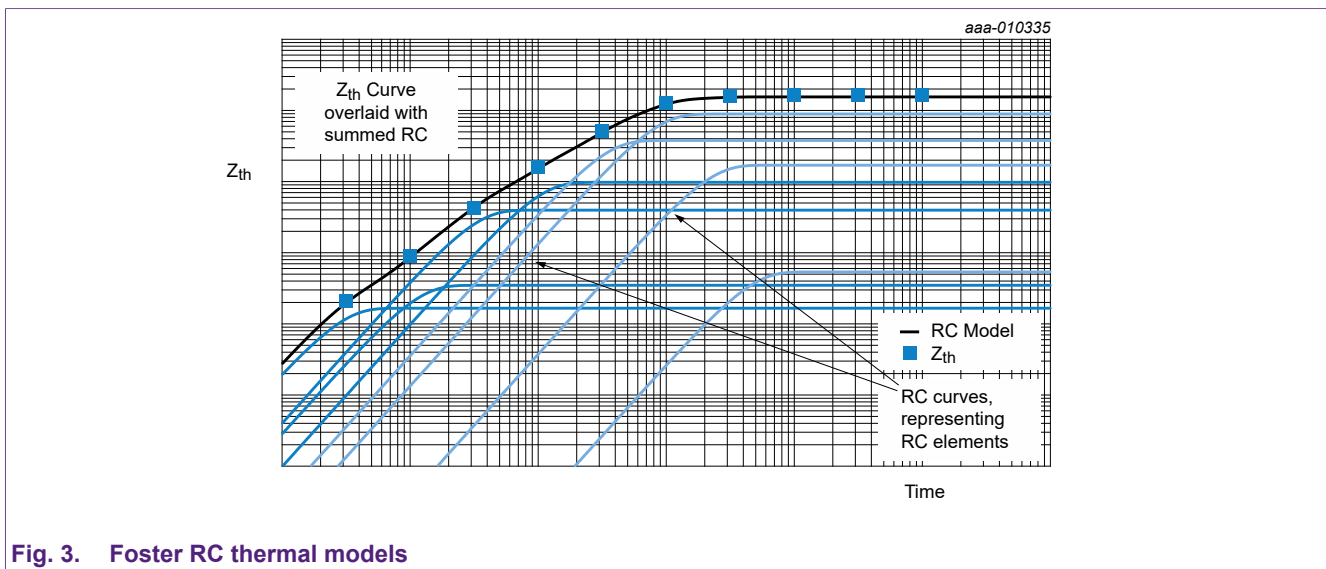 aaa-010335
Zth Curve
overlaid with
summed RC
Zth
RC Model
Zth
RC curves,
representing
RC elements
Time
Fig. 3. Foster RC thermal models